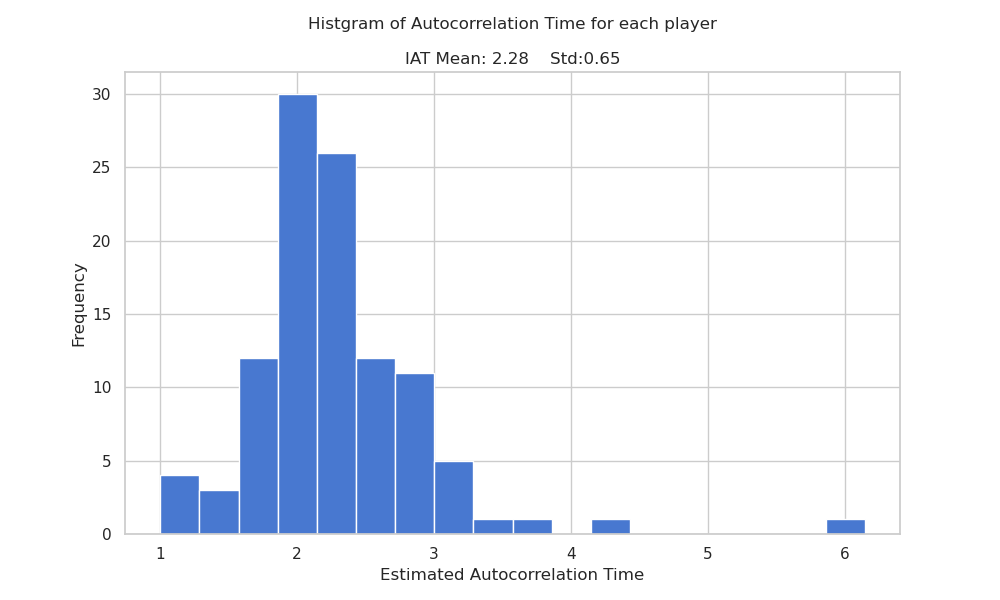 Histgram of Autocorrelation Time for each player
IAT Mean: 2.28    Std:0.65
30
25
20
15
10
5
0
Frequency
1 2 3 4 5 6
Estimated Autocorrelation Time